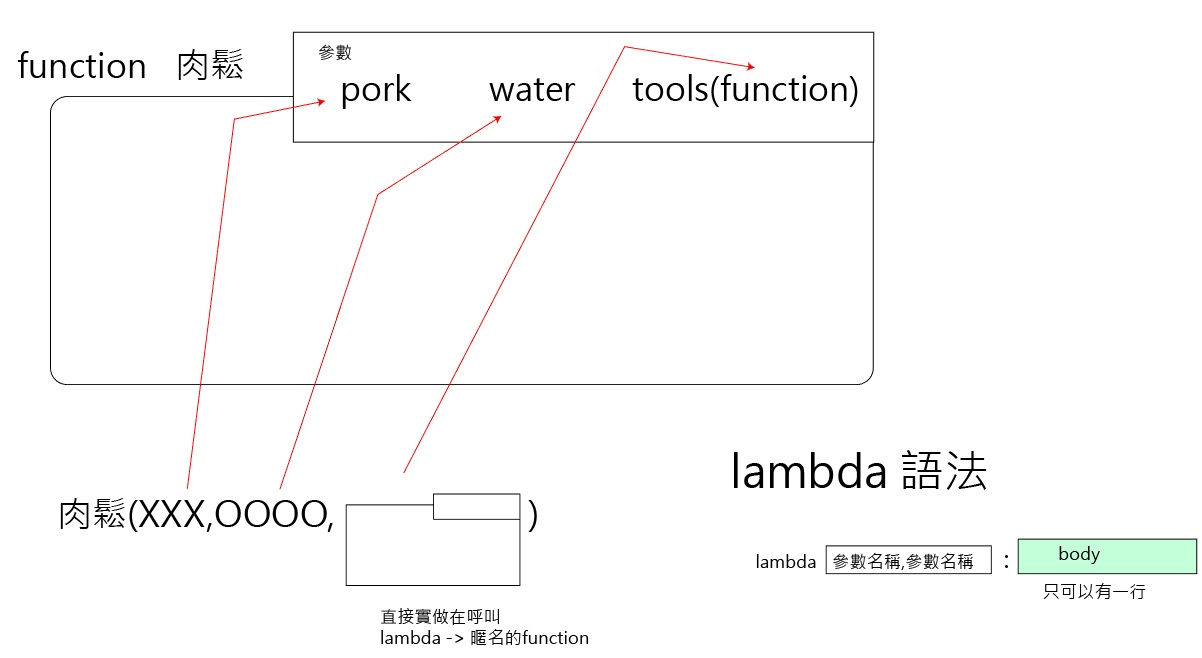 function 肉鬆
參數
pork water tools(function)
肉鬆(XXX,OOOO, )
直接實做在呼叫
lambda -> 暱名的function
lambda 語法
lambda 參數名稱,參數名稱 : body
只可以有一行